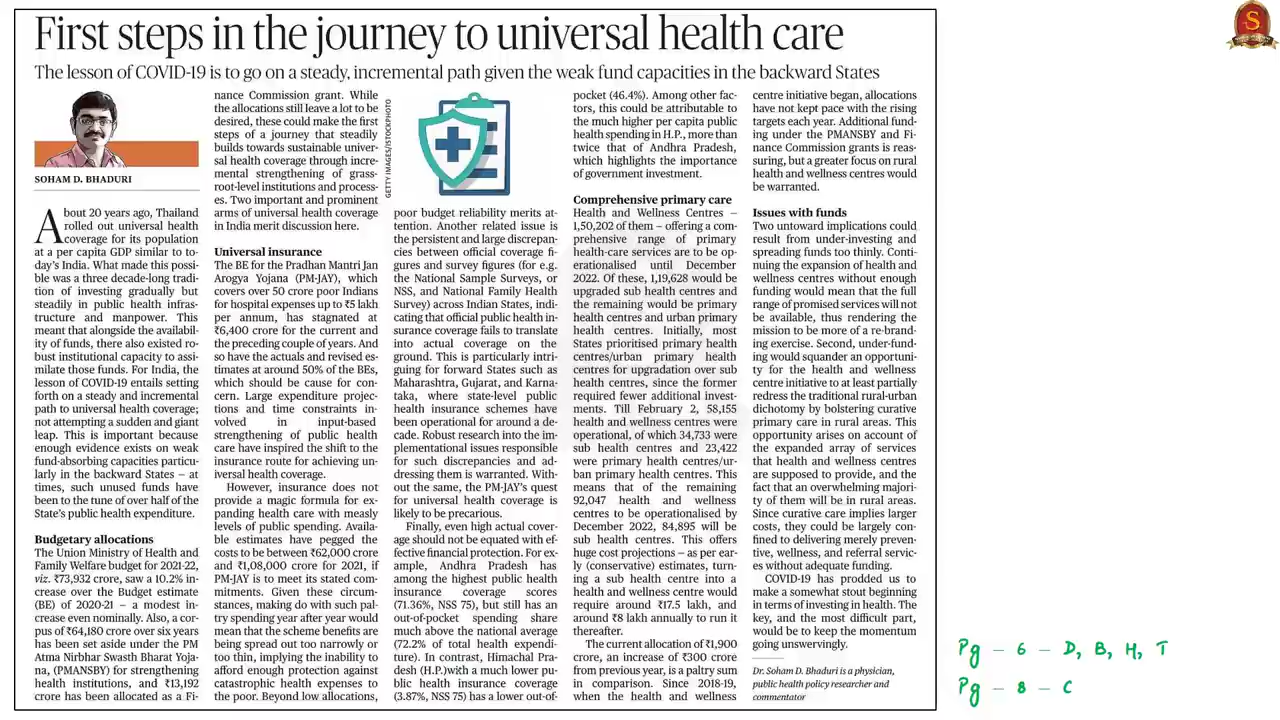 First steps in the journey to universal health care
The lesson of COVID-19 is to go on a steady, incremental path given the weak fund capacities in the backward States
SOHAM D. BHADURI
About 20 years ago, Thailand
rolled out universal health
coverage for its population
at a per capita GDP similar to to-
day's India. What made this possi-
ble was a three decade-long tradi-
tion of investing gradually but
steadily in public health infras-
tructure and manpower. This
meant that alongside the availabil-
ity of funds, there also existed ro-
bust institutional capacity to assi-
milate those funds. For India, the
lesson of COVID-19 entails setting
forth on a steady and incremental
path to universal health coverage;
not attempting a sudden and giant
leap. This is important because
enough evidence exists on weak
fund-absorbing capacities particu-
larly in the backward States – at
times, such unused funds have
been to the tune of over half of the
State's public health expenditure.
Budgetary allocations
The Union Ministry of Health and
Family Welfare budget for 2021-22,
viz. ₹73,932 crore, saw a 10.2% in-
crease over the Budget estimate
(BE) of 2020-21 – a modest in-
crease even nominally. Also, a cor-
pus of ₹64,180 crore over six years
has been set aside under the PM
Atma Nirbhar Swasth Bharat Yoja-
na, (PMANSBY) for strengthening
health institutions, and ₹13,192
crore has been allocated as a Fi-
nance Commission grant. While
the allocations still leave a lot to be
desired, these could make the first
steps of a journey that steadily
builds towards sustainable univer-
sal health coverage through incre-
mental strengthening of grass-
root-level institutions and process-
es. Two important and prominent
arms of universal health coverage
in India merit discussion here.
Universal insurance
The BE for the Pradhan Mantri Jan
Arogya Yojana (PM-JAY), which
covers over 50 crore poor Indians
for hospital expenses up to ₹5 lakh
per annum, has stagnated at
₹6,400 crore for the current and
the preceding couple of years. And
so have the actuals and revised es-
timates at around 50% of the BEs,
which should be cause for con-
cern. Large expenditure projec-
tions and time constraints in-
volved in input-based
strengthening of public health
care have inspired the shift to the
insurance route for achieving un-
iversal health coverage.
However, insurance does not
provide a magic formula for ex-
panding health care with measly
levels of public spending. Availa-
ble estimates have pegged the
costs to be between ₹62,000 crore
and ₹1,08,000 crore for 2021, if
PM-JAY is to meet its stated com-
mitments. Given these circum-
stances, making do with such pal-
try spending year after year would
mean that the scheme benefits are
being spread out too narrowly or
too thin, implying the inability to
afford enough protection against
catastrophic health expenses to
the poor. Beyond low allocations,
GETTY IMAGES/ISTOCKPHOTO
poor budget reliability merits at-
tention. Another related issue is
the persistent and large discrepan-
cies between official coverage fi-
gures and survey figures (for e.g.
the National Sample Surveys, or
NSS, and National Family Health
Survey) across Indian States, indi-
cating that official public health in-
surance coverage fails to translate
into actual coverage on the
ground. This is particularly intri-
guing for forward States such as
Maharashtra, Gujarat, and Karna-
taka, where state-level public
health insurance schemes have
been operational for around a de-
cade. Robust research into the im-
plementational issues responsible
for such discrepancies and ad-
dressing them is warranted. With-
out the same, the PM-JAY's quest
for universal health coverage is
likely to be precarious.
Finally, even high actual cover-
age should not be equated with ef-
fective financial protection. For ex-
ample, Andhra Pradesh has
among the highest public health
insurance coverage scores
(71.36%, NSS 75), but still has an
out-of-pocket spending share
much above the national average
(72.2% of total health expendi-
ture). In contrast, Himachal Pra-
desh (H.P.)with a much lower pu-
blic health insurance coverage
(3.87%, NSS 75) has a lower out-of-
pocket (46.4%). Among other fac-
tors, this could be attributable to
the much higher per capita public
health spending in H.P., more than
twice that of Andhra Pradesh,
which highlights the importance
of government investment.
Comprehensive primary care
Health and Wellness Centres –
1,50,202 of them – offering a com-
prehensive range of primary
health-care services are to be op-
erationalised until December
2022. Of these, 1,19,628 would be
upgraded sub health centres and
the remaining would be primary
health centres and urban primary
health centres. Initially, most
States prioritised primary health
centres/urban primary health
centres for upgradation over sub
health centres, since the former
required fewer additional invest-
ments. Till February 2, 58,155
health and wellness centres were
operational, of which 34,733 were
sub health centres and 23,422
were primary health centres/ur-
ban primary health centres. This
means that of the remaining
92,047 health and wellness
centres to be operationalised by
December 2022, 84,895 will be
sub health centres. This offers
huge cost projections – as per ear-
ly (conservative) estimates, turn-
ing a sub health centre into a
health and wellness centre would
require around ₹17.5 lakh, and
around ₹8 lakh annually to run it
thereafter.
The current allocation of ₹1,900
crore, an increase of ₹300 crore
from previous year, is a paltry sum
in comparison. Since 2018-19,
when the health and wellness
centre initiative began, allocations
have not kept pace with the rising
targets each year. Additional fund-
ing under the PMANSBY and Fi-
nance Commission grants is reas-
suring, but a greater focus on rural
health and wellness centres would
be warranted.
Issues with funds
Two untoward implications could
result from under-investing and
spreading funds too thinly. Conti-
nuing the expansion of health and
wellness centres without enough
funding would mean that the full
range of promised services will not
be available, thus rendering the
mission to be more of a re-brand-
ing exercise. Second, under-fund-
ing would squander an opportuni-
ty for the health and wellness
centre initiative to at least partially
redress the traditional rural-urban
dichotomy by bolstering curative
primary care in rural areas. This
opportunity arises on account of
the expanded array of services
that health and wellness centres
are supposed to provide, and the
fact that an overwhelming majori-
ty of them will be in rural areas.
Since curative care implies larger
costs, they could be largely con-
fined to delivering merely preven-
tive, wellness, and referral servic-
es without adequate funding.
COVID-19 has prodded us to
make a somewhat stout beginning
in terms of investing in health. The
key, and the most difficult part,
would be to keep the momentum
going unswervingly.
Dr. Soham D. Bhaduri is a physician,
public health policy researcher and
commentator
S
Pg - 6 - D, B, H, T
Pg - 8 - C